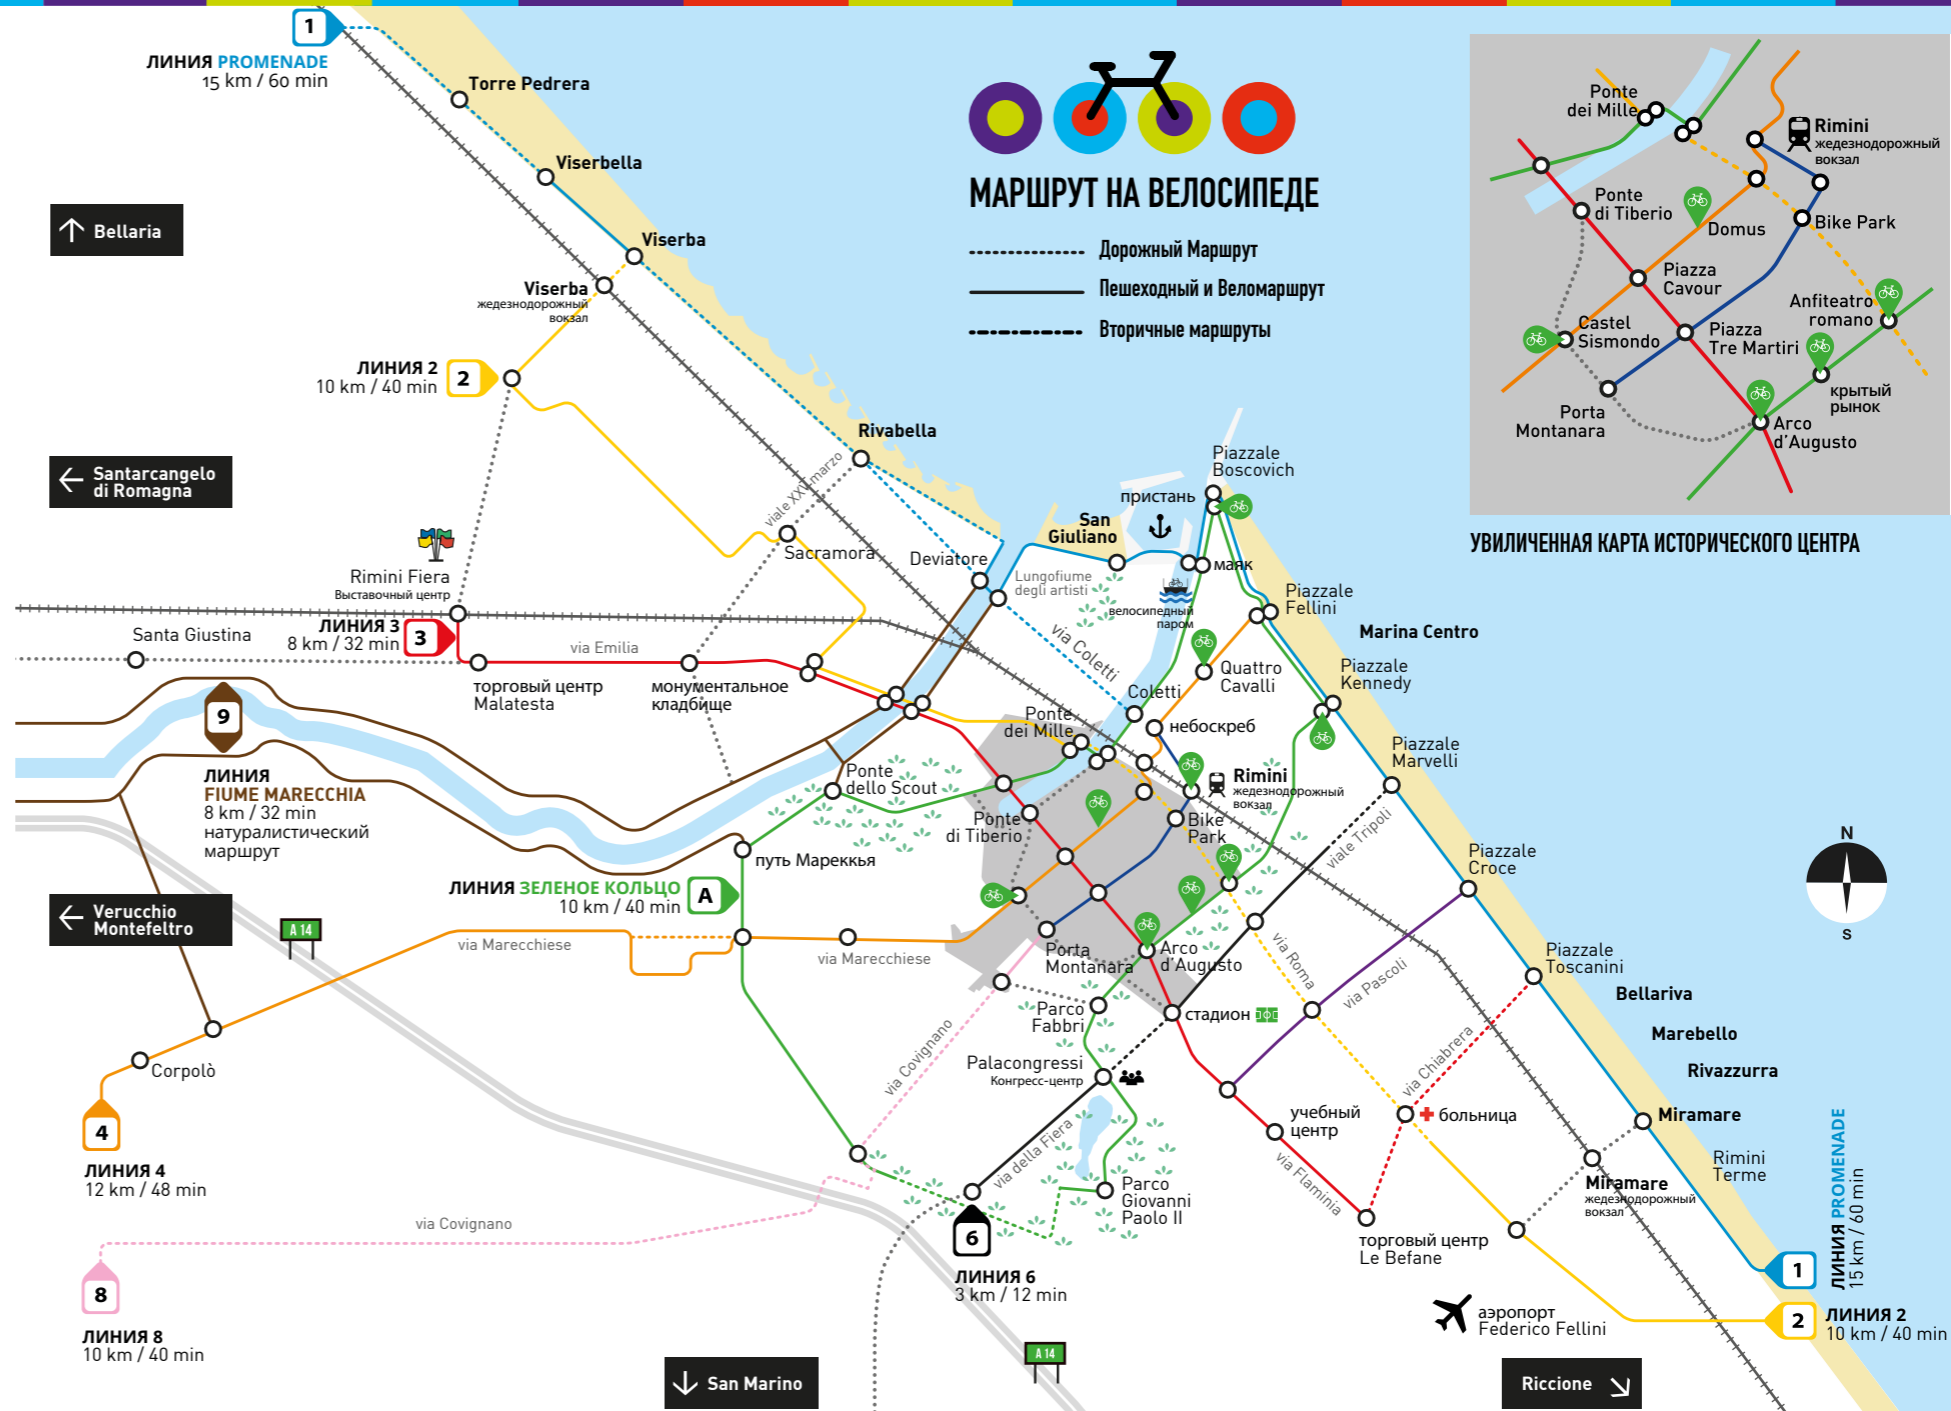 1
ЛИНИЯ PROMENADE
15 km / 60 min
Torre Pedrera
Viserbella
Viserba
Viserba
железнодорожный
вокзал
Bellaria
ЛИНИЯ 2
10 km / 40 min
2
Santarcangelo
di Romagna
Rivabella
viale XXV marzo
Sacramora
МАРШРУТ НА ВЕЛОСИПЕДЕ
Дорожный Маршрут
Пешеходный и Веломаршрут
Вторичные маршруты
Ponte
dei Mille
Rimini
железнодорожный
вокзал
Ponte
di Tiberio
Domus
Bike Park
Piazza
Cavour
Anfiteatro
romano
Castel
Sismondo
Piazza
Tre Martiri
крытый
рынок
Porta
Montanara
Arco
d'Augusto
УВИЛИЧЕННАЯ КАРТА ИСТОРИЧЕСКОГО ЦЕНТРА
Rimini Fiera
Выставочный центр
Santa Giustina
ЛИНИЯ 3
8 km / 32 min
3
via Emilia
торговый центр
Malatesta
монументальное
кладбище
Deviatore
Lungofiume
degli artisti
San
Giuliano
пристань
Piazzale
Boscovich
маяк
велосипедный
паром
Piazzale
Fellini
Marina Centro
via Coletti
Coletti
Quattro
Cavalli
Piazzale
Kennedy
небоскреб
Ponte
dei Mille
Piazzale
Marvelli
Rimini
железнодорожный
вокзал
9
ЛИНИЯ
FIUME MARECCHIA
8 km / 32 min
натуралистический
маршрут
Ponte
dello Scout
Ponte
di Tiberio
Bike
Park
viale Tripoli
путь Мареккья
Piazzale
Croce
ЛИНИЯ ЗЕЛЕНОЕ КОЛЬЦО
10 km / 40 min
A
Verucchio
Montefeltro
A 14
via Marecchiese
via Marecchiese
Porta
Montanara
Arco
d'Augusto
via Roma
via Pascoli
Piazzale
Toscanini
N
S
Bellariva
Marebello
Rivazzurra
Miramare
Parco
Fabbri
стадион
via Covignano
Palacongressi
Конгресс-центр
via Chiabrera
Corpolò
4
ЛИНИЯ 4
12 km / 48 min
учебный
центр
больница
via della Fiera
via Flaminia
Parco
Giovanni
Paolo II
Rimini
Terme
Miramare
железнодорожный
вокзал
via Covignano
8
ЛИНИЯ 8
10 km / 40 min
6
ЛИНИЯ 6
3 km / 12 min
торговый центр
Le Befane
1
ЛИНИЯ PROMENADE
15 km / 60 min
аэропорт
Federico Fellini
2
ЛИНИЯ 2
10 km / 40 min
A 14
San Marino
Riccione